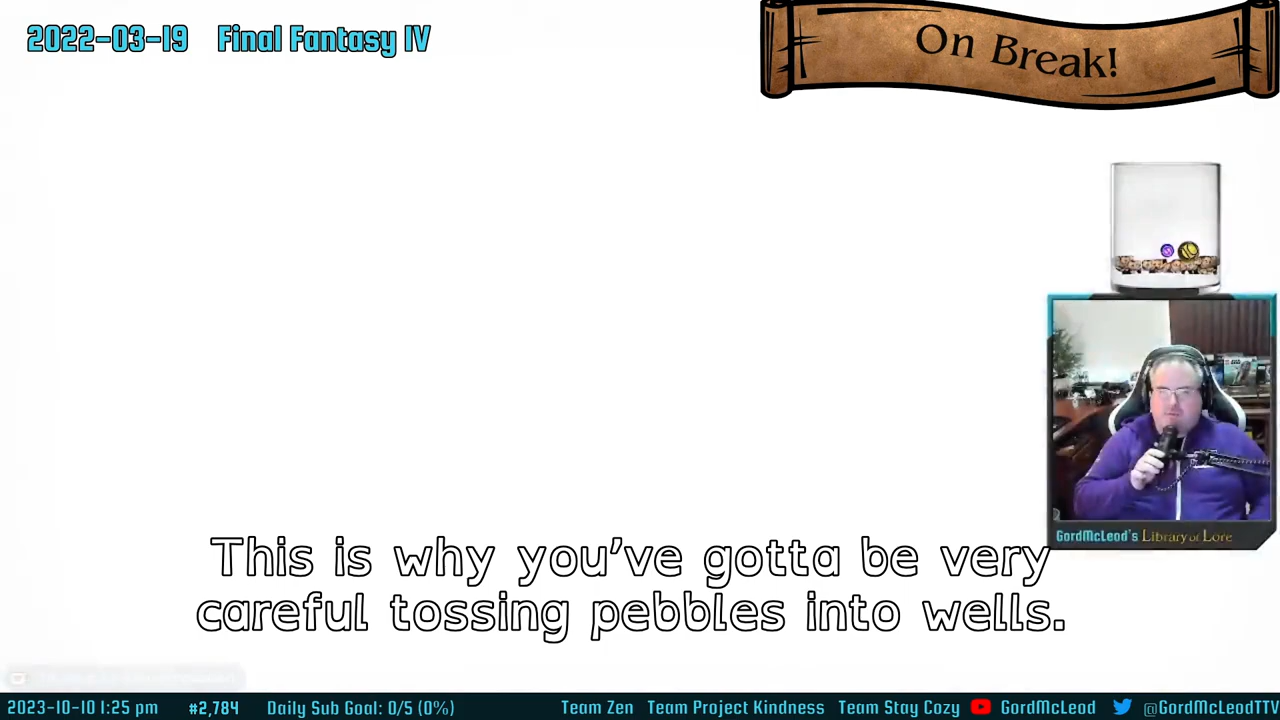 2022-03-19 Final Fantasy IV
On Break!
GordMcLeod's Library of Lore
This is why you've gotta be very
careful tossing pebbles into wells.
2023-10-10 1:25 pm #2,784 Daily Sub Goal: 0/5 (0%) Team Zen Team Project Kindness Team Stay Cozy GordMcLeod @GordMcLeodTTV